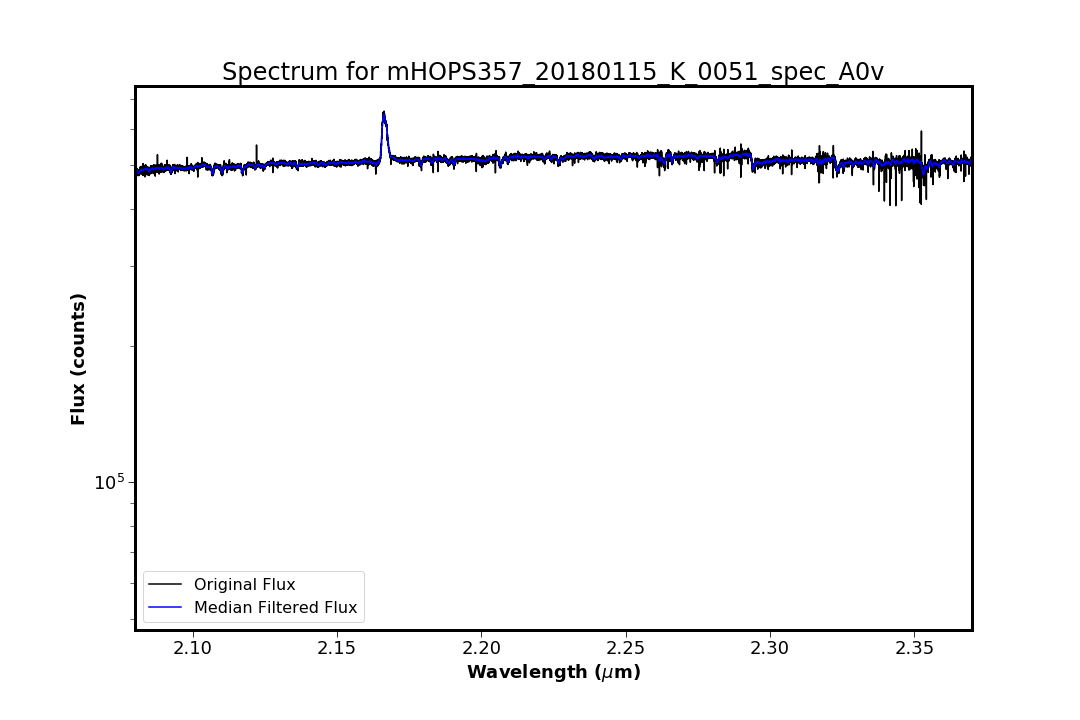 Spectrum for mHOPS357_20180115_K_0051_spec_A0v
Flux (counts)
10^5
Original Flux
Median Filtered Flux
2.10 2.15 2.20 2.25 2.30 2.35
Wavelength (μm)